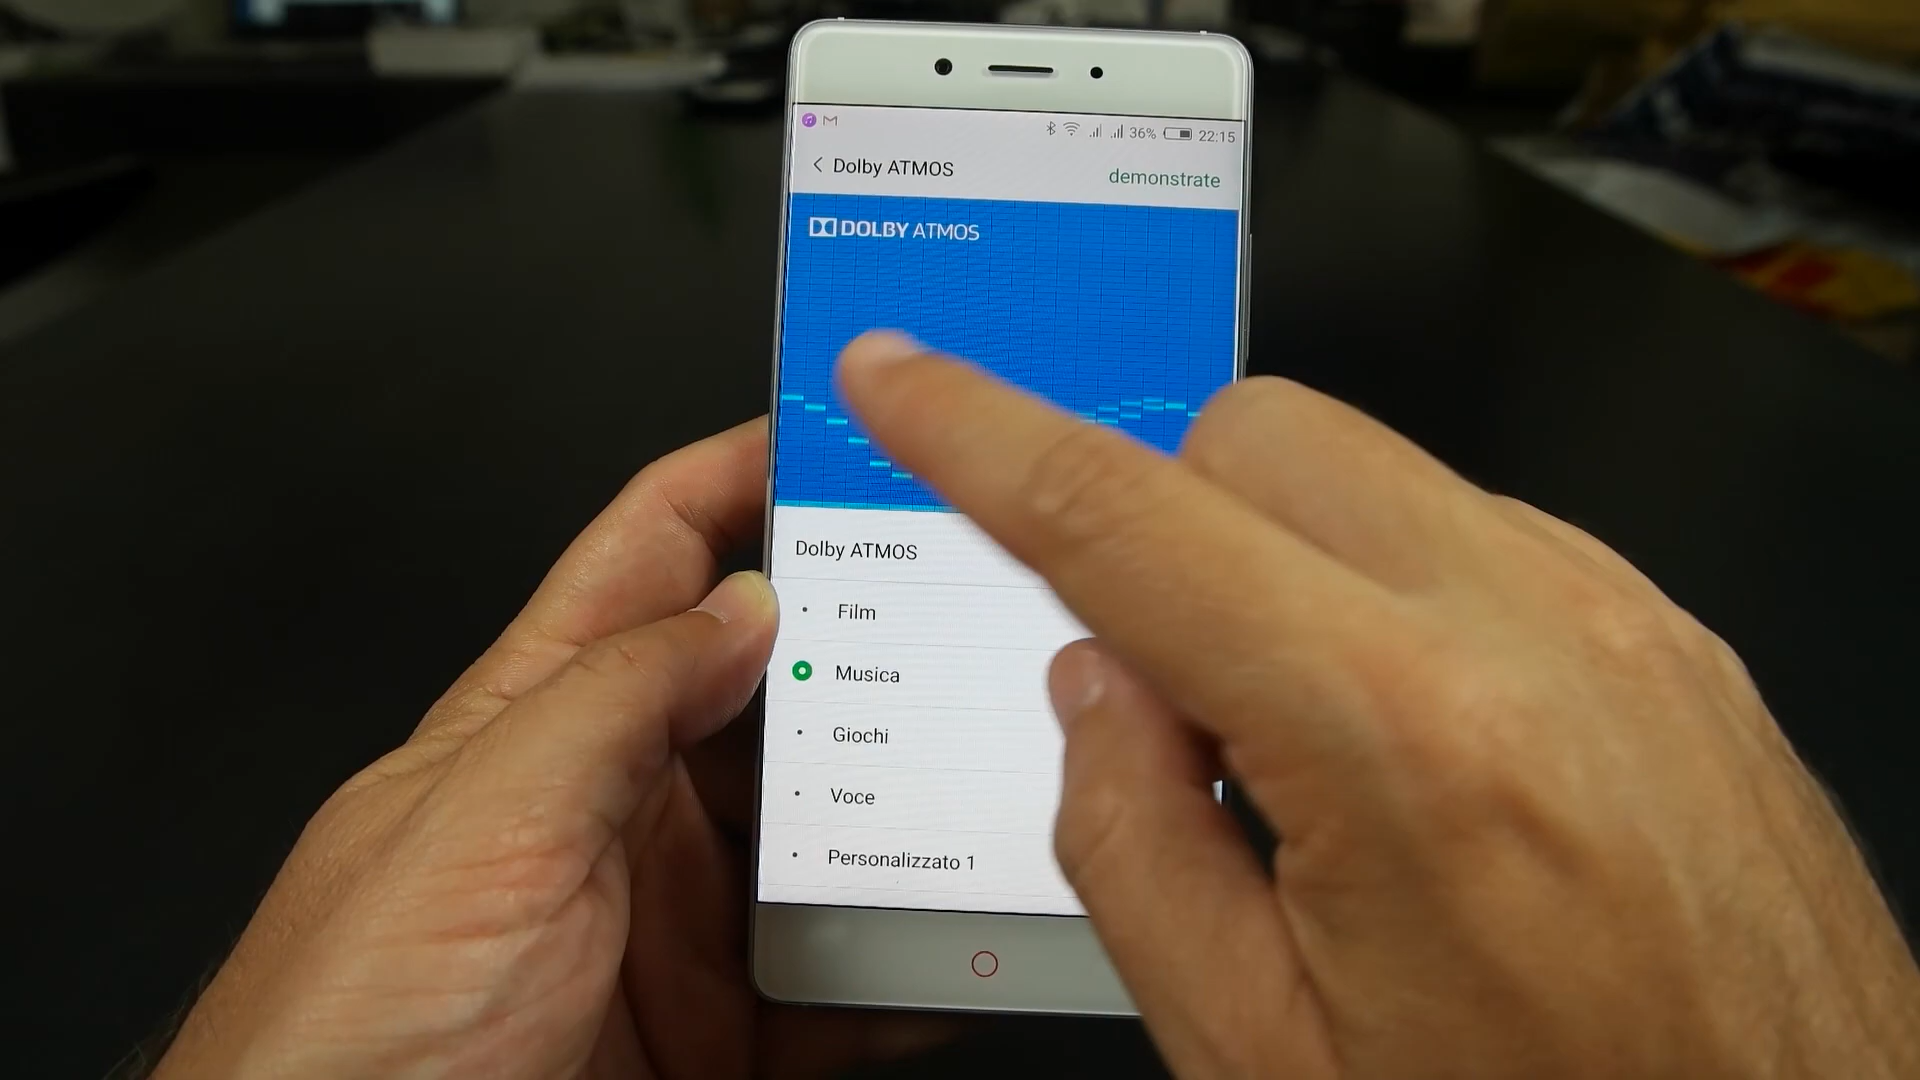 36% 22:15
Dolby ATMOS
demonstrate
DOLBY ATMOS
Dolby ATMOS
Film
Musica
Giochi
Voce
Personalizzato 1